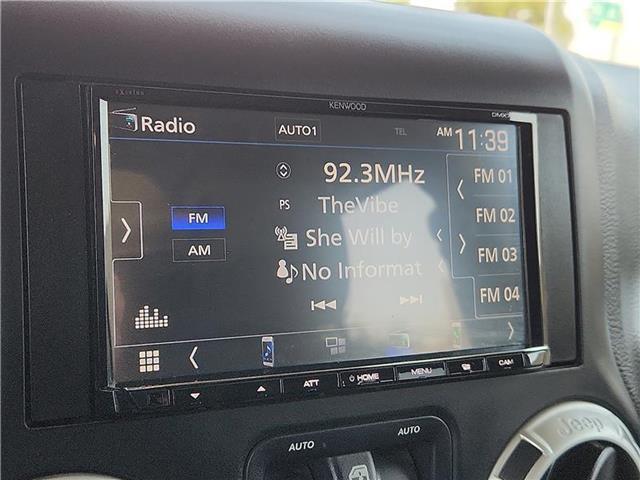 eXceLon
KENWOOD
Radio
AUTO1
TEL
AM 11:39
92.3MHz
FM 01
PS TheVibe
FM 02
FM
She Will by
AM
FM 03
No Informat
FM 04
ATT
HOME
MENU
CAM
AUTO
AUTO
Jeep